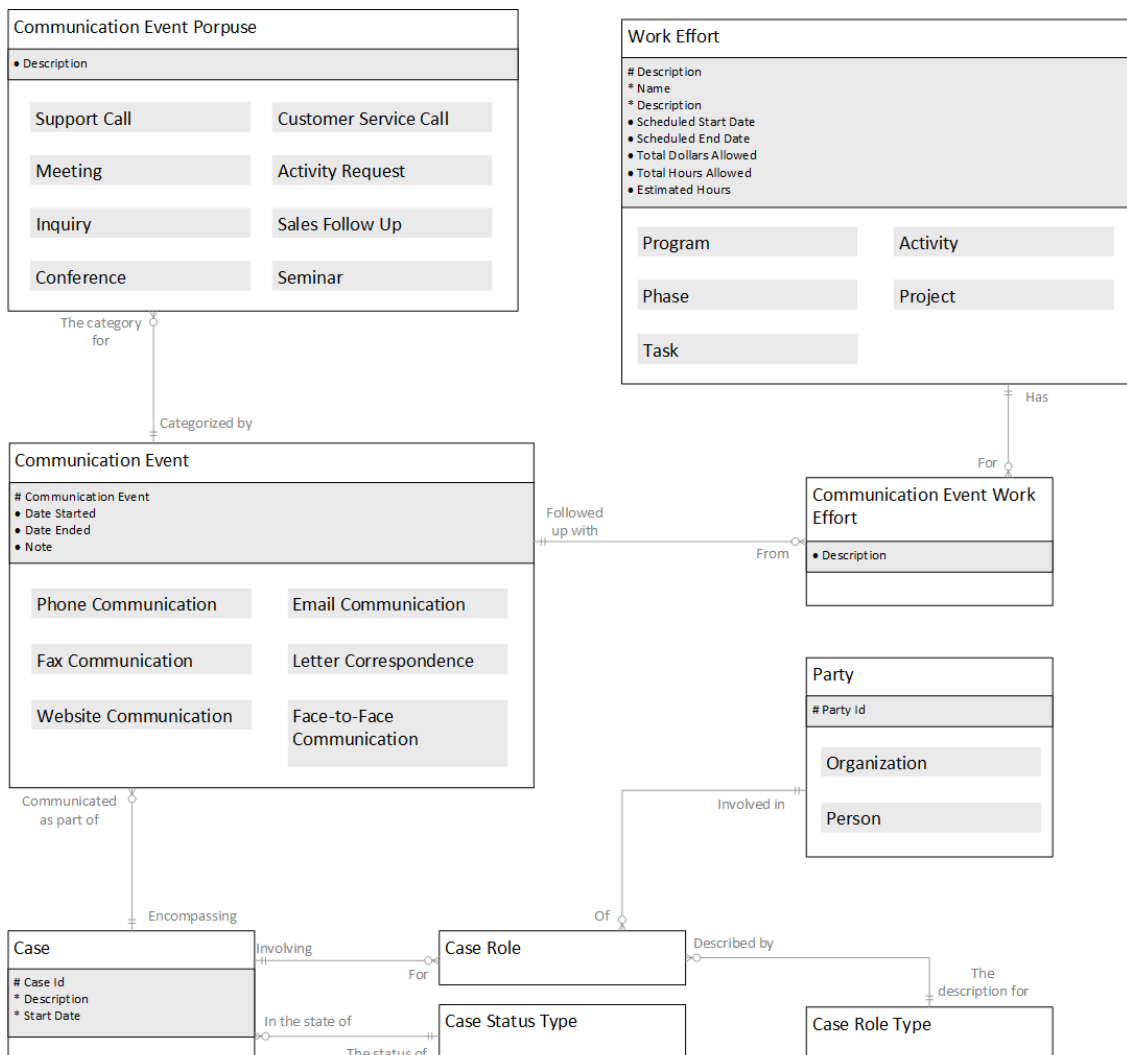 Communication Event Porpuse
• Description
Support Call
Customer Service Call
Meeting
Activity Request
Inquiry
Sales Follow Up
Conference
Seminar
Work Effort
# Description
* Name
* Description
• Scheduled Start Date
• Scheduled End Date
• Total Dollars Allowed
• Total Hours Allowed
• Estimated Hours
Program
Activity
Phase
Project
Task
The category
for
Categorized by
Has
For
Communication Event
# Communication Event
• Date Started
• Date Ended
• Note
Phone Communication
Email Communication
Fax Communication
Letter Correspondence
Website Communication
Face-to-Face
Communication
Followed
up with
From
Communication Event Work
Effort
• Description
Party
# Party Id
Organization
Person
Communicated
as part of
Encompassing
Involved in
Of
Case
# Case Id
* Description
* Start Date
Involving
For
Case Role
Described by
The
description for
In the state of
The status of
Case Status Type
Case Role Type